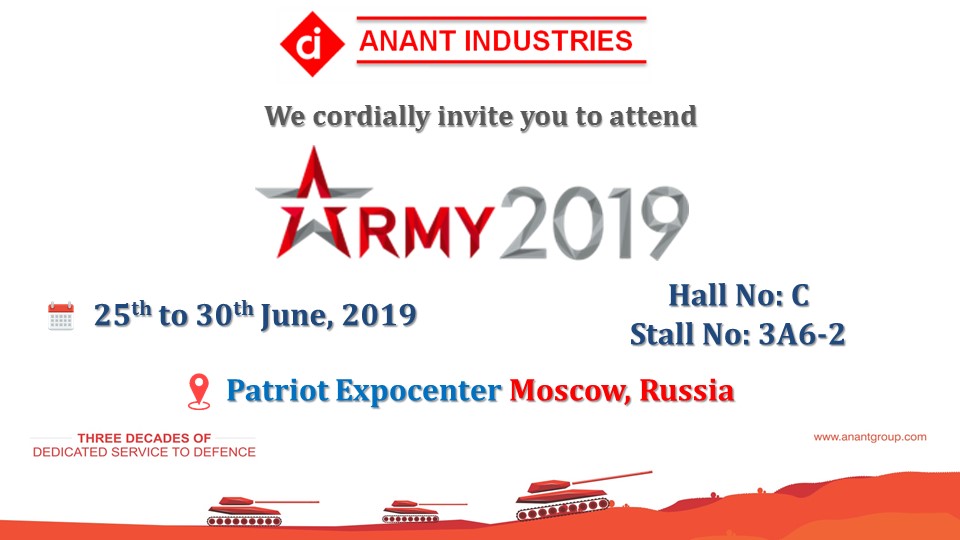 ANANT INDUSTRIES
We cordially invite you to attend
ARMY2019
25th to 30th June, 2019
Hall No: C
Stall No: 3A6-2
Patriot Expocenter Moscow, Russia
THREE DECADES OF
DEDICATED SERVICE TO DEFENCE
www.anantgroup.com